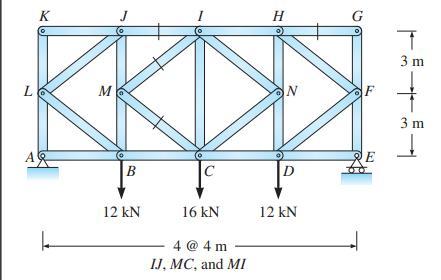 K J I H G
3 m
L M N F
3 m
A B C D E
12 kN 16 kN 12 kN
4 @ 4 m
IJ, MC, and MI